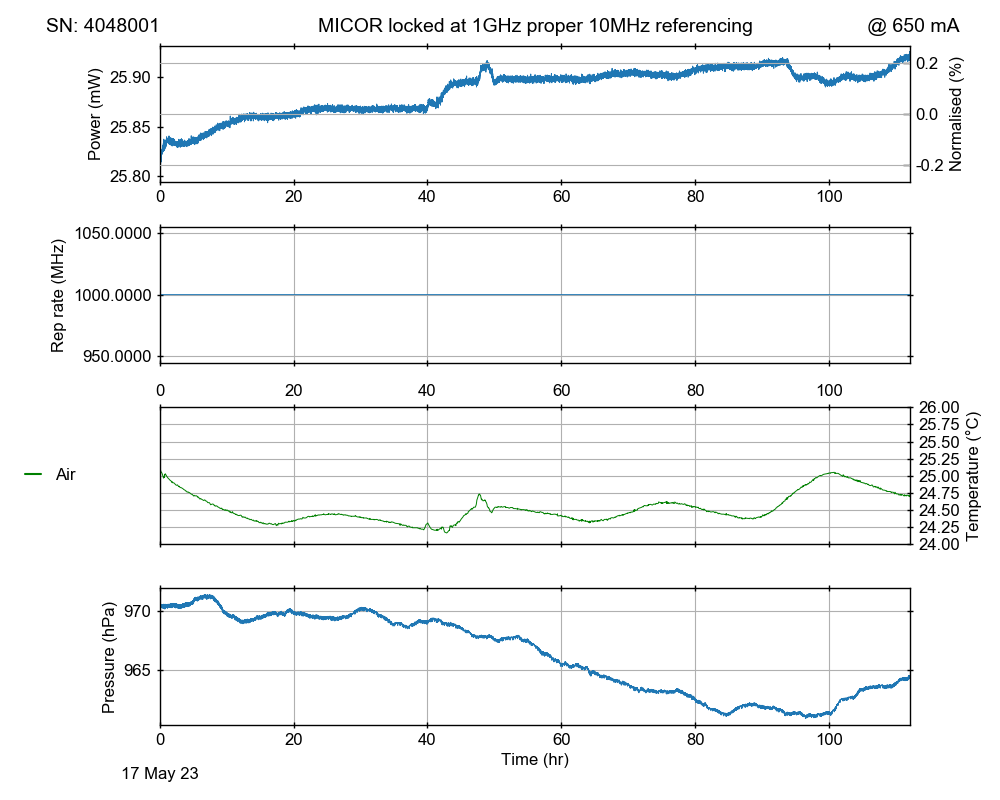 SN: 4048001 MICOR locked at 1GHz proper 10MHz referencing @ 650 mA
Power (mW)
25.90
25.85
25.80
0.2
0.0
-0.2
Normalised (%)
0 20 40 60 80 100
Rep rate (MHz)
1050.0000
1000.0000
950.0000
0 20 40 60 80 100
Air
26.00
25.75
25.50
25.25
25.00
24.75
24.50
24.25
24.00
Temperature (°C)
Pressure (hPa)
970
965
0 20 40 60 80 100
Time (hr)
17 May 23